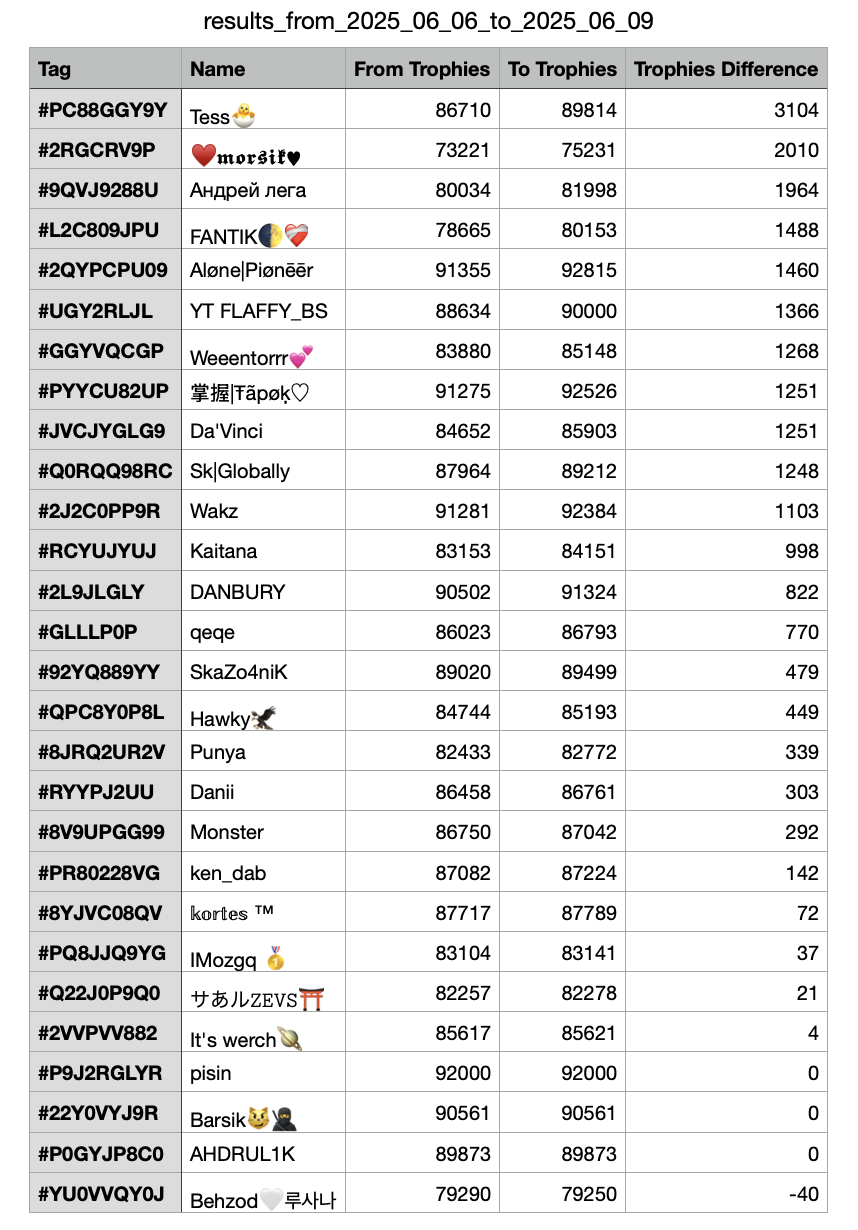 results_from_2025_06_06_to_2025_06_09
Tag Name From Trophies To Trophies Trophies Difference
#PC88GGY9Y Tess🐣 86710 89814 3104
#2RGCRV9P ❤️𝖒𝖔𝖗𝖘𝖎𝖐♥ 73221 75231 2010
#9QVJ9288U Андрей лега 80034 81998 1964
#L2C809JPU FANTIK🌓❤️‍🩹 78665 80153 1488
#2QYPCPU09 Aløne|Piønēēr 91355 92815 1460
#UGY2RLJL YT FLAFFY_BS 88634 90000 1366
#GGYVQCGP Weeentorrr💕 83880 85148 1268
#PYYCU82UP 掌握|Ŧãpøķ♡ 91275 92526 1251
#JVCJYGLG9 Da'Vinci 84652 85903 1251
#Q0RQQ98RC Sk|Globally 87964 89212 1248
#2J2C0PP9R Wakz 91281 92384 1103
#RCYUJYUJ Kaitana 83153 84151 998
#2L9JLGLY DANBURY 90502 91324 822
#GLLLP0P qeqe 86023 86793 770
#92YQ889YY SkaZo4niK 89020 89499 479
#QPC8Y0P8L Hawky🦅 84744 85193 449
#8JRQ2UR2V Punya 82433 82772 339
#RYYPJ2UU Danii 86458 86761 303
#8V9UPGG99 Monster 86750 87042 292
#PR80228VG ken_dab 87082 87224 142
#8YJVC08QV 𝕜𝕠𝕣𝕥𝕖𝕤 ™ 87717 87789 72
#PQ8JJQ9YG IMozgq 🥇 83104 83141 37
#Q22J0P9Q0 サあル𝚉𝙴𝚅𝚂⛩️ 82257 82278 21
#2VVPVV882 It's werch🪐 85617 85621 4
#P9J2RGLYR pisin 92000 92000 0
#22Y0VYJ9R Barsik😼🥷 90561 90561 0
#P0GYJP8C0 AHDRUL1K 89873 89873 0
#YU0VVQY0J Behzod🤍루사나 79290 79250 -40